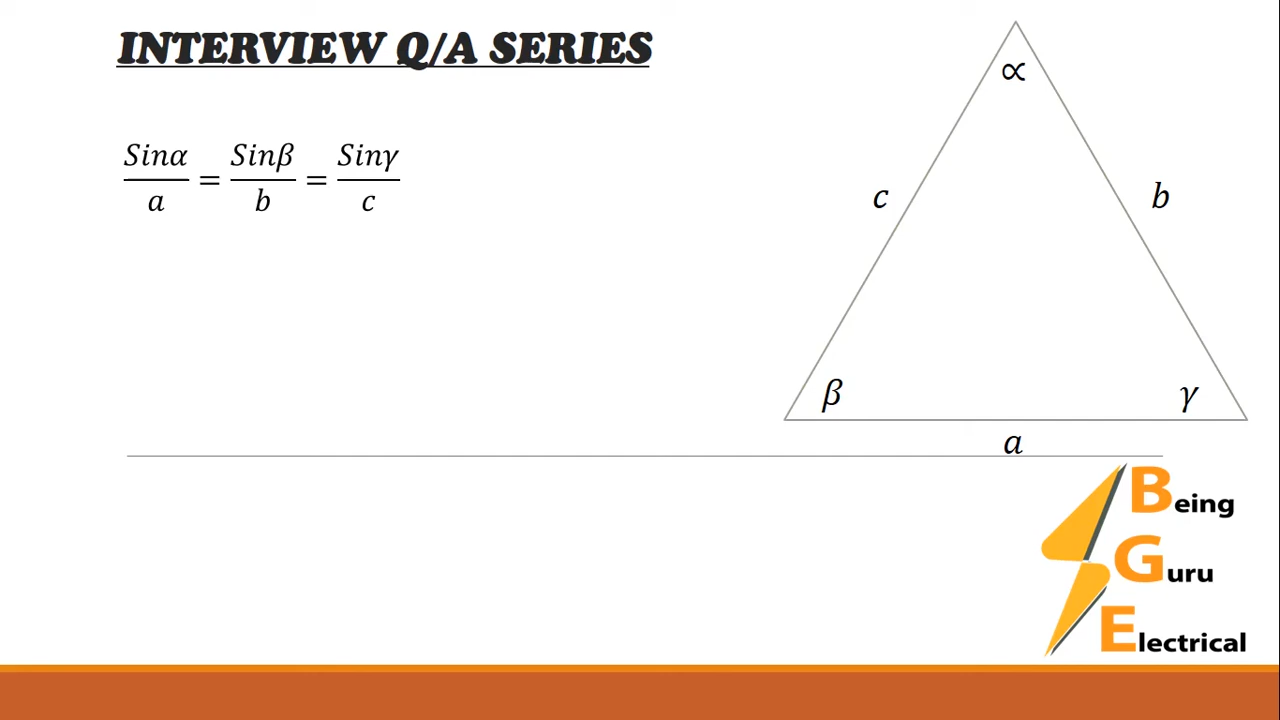 INTERVIEW Q/A SERIES
Sinα/a = Sinβ/b = Sinγ/c
∝
c
b
β
γ
a
Being
Guru
Electrical